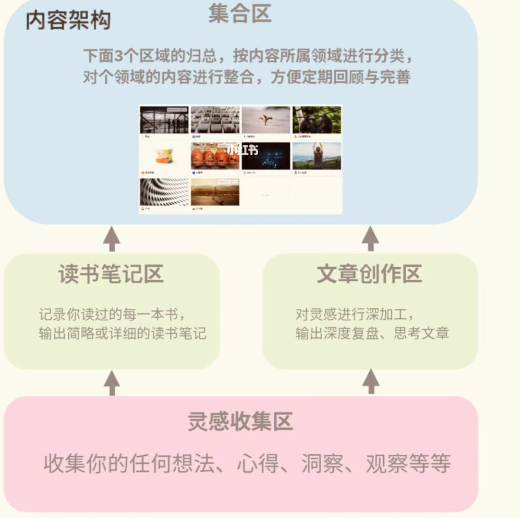 内容架构
集合区
下面3个区域的归总，按内容所属领域进行分类，
对个领域的内容进行整合，方便定期回顾与完善
小红书
读书笔记区
文章创作区
记录你读过的每一本书，
输出简略或详细的读书笔记
对灵感进行深加工，
输出深度复盘、思考文章
灵感收集区
收集你的任何想法、心得、洞察、观察等等